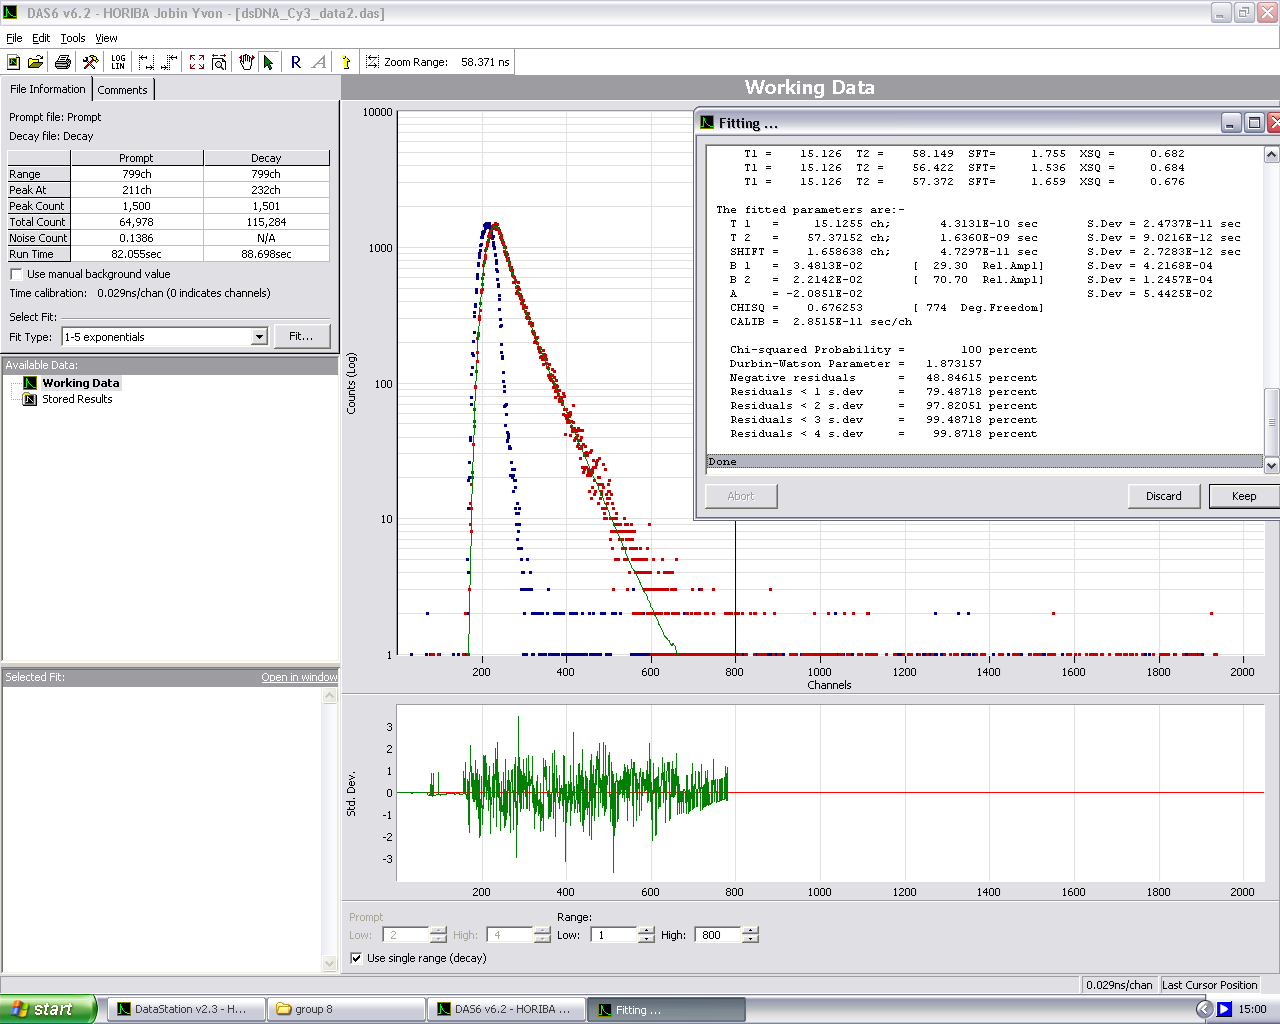 DAS6 v6.2 - HORIBA Jobin Yvon - [dsDNA_Cy3_data2.das]
File Edit Tools View
LOG LIN R A Zoom Range: 58.371 ns
File Information Comments
Prompt file: Prompt
Decay file: Decay
Prompt Decay
Range 799ch 799ch
Peak At 211ch 232ch
Peak Count 1,500 1,501
Total Count 64,978 115,284
Noise Count 0.1386 N/A
Run Time 82.055sec 88.698sec
Use manual background value
Time calibration: 0.029ns/chan (0 indicates channels)
Select Fit:
Fit Type: 1-5 exponentials Fit...
Available Data:
Working Data
Stored Results
Selected Fit: Open in window
Working Data
10000
1000
100
10
1
Counts (Log)
200 400 600 800 1000 1200 1400 1600 1800 2000
Channels
Fitting ...
T1 = 15.126 T2 = 58.149 SFT= 1.755 XSQ = 0.682
T1 = 15.126 T2 = 56.422 SFT= 1.536 XSQ = 0.684
T1 = 15.126 T2 = 57.372 SFT= 1.659 XSQ = 0.676
The fitted parameters are:-
T 1 = 15.1255 ch; 4.3131E-10 sec S.Dev = 2.4737E-11 sec
T 2 = 57.37152 ch; 1.6360E-09 sec S.Dev = 9.0216E-12 sec
SHIFT = 1.658638 ch; 4.7297E-11 sec S.Dev = 2.7283E-12 sec
B 1 = 3.4813E-02 [ 29.30 Rel.Ampl] S.Dev = 4.2168E-04
B 2 = 2.2142E-02 [ 70.70 Rel.Ampl] S.Dev = 1.2457E-04
A = -2.0851E-02 S.Dev = 5.4425E-02
CHISQ = 0.676253 [ 774 Deg.Freedom]
CALIB = 2.8515E-11 sec/ch
Chi-squared Probability = 100 percent
Durbin-Watson Parameter = 1.873157
Negative residuals = 48.84615 percent
Residuals < 1 s.dev = 79.48718 percent
Residuals < 2 s.dev = 97.82051 percent
Residuals < 3 s.dev = 99.48718 percent
Residuals < 4 s.dev = 99.8718 percent
Done
Abort Discard Keep
3
2
1
0
-1
-2
-3
Std. Dev.
200 400 600 800 1000 1200 1400 1600 1800 2000
Prompt Range:
Low: 2 High: 4 Low: 1 High: 800
Use single range (decay)
0.029ns/chan Last Cursor Position
start DataStation v2.3 - H... group 8 DAS6 v6.2 - HORIBA ... Fitting ... 15:00